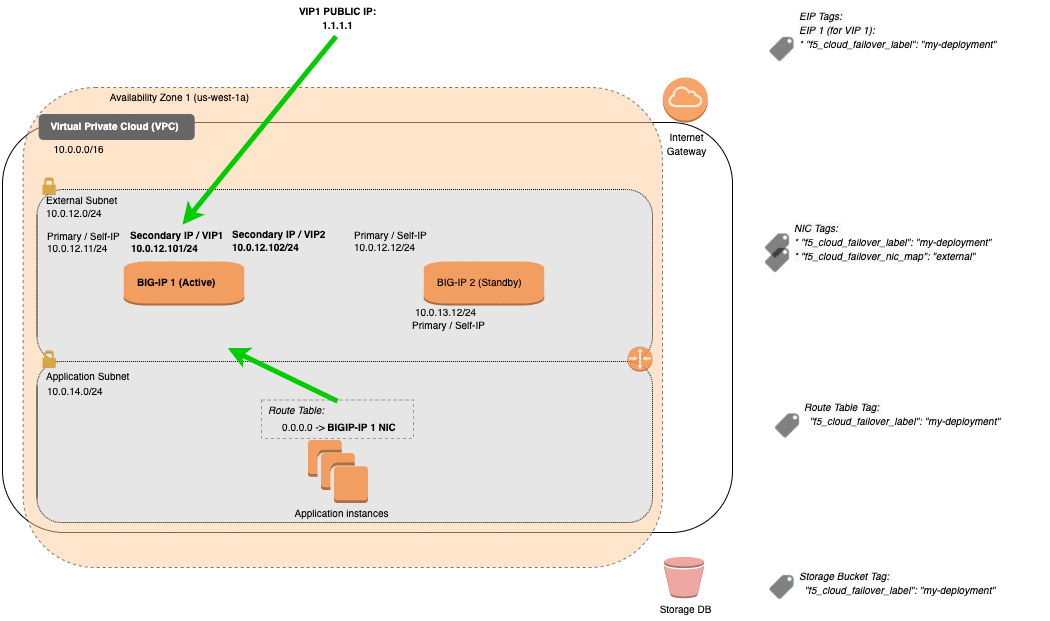 VIP1 PUBLIC IP:
1.1.1.1
EIP Tags:
EIP 1 (for VIP 1):
* "f5_cloud_failover_label": "my-deployment"
Availability Zone 1 (us-west-1a)
Virtual Private Cloud (VPC)
10.0.0.0/16
Internet
Gateway
External Subnet
10.0.12.0/24
Primary / Self-IP
10.0.12.11/24
Secondary IP / VIP1
10.0.12.101/24
Secondary IP / VIP2
10.0.12.102/24
Primary / Self-IP
10.0.12.12/24
NIC Tags:
* "f5_cloud_failover_label": "my-deployment"
* "f5_cloud_failover_nic_map": "external"
BIG-IP 1 (Active)
BIG-IP 2 (Standby)
10.0.13.12/24
Primary / Self-IP
Application Subnet
10.0.14.0/24
Route Table:
0.0.0.0 -> BIGIP-IP 1 NIC
Application instances
Route Table Tag:
"f5_cloud_failover_label": "my-deployment"
Storage DB
Storage Bucket Tag:
"f5_cloud_failover_label": "my-deployment"